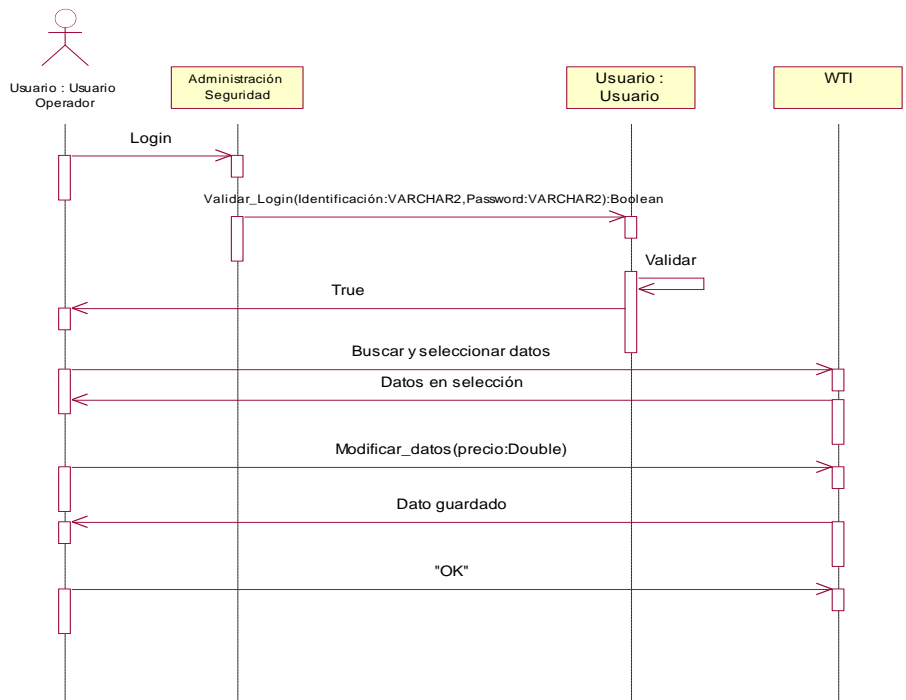 Usuario : Usuario
Operador
Administración
Seguridad
Usuario :
Usuario
WTI
Login
Validar_Login(Identificación:VARCHAR2,Password:VARCHAR2):Boolean
Validar
True
Buscar y seleccionar datos
Datos en selección
Modificar_datos(precio:Double)
Dato guardado
"OK"